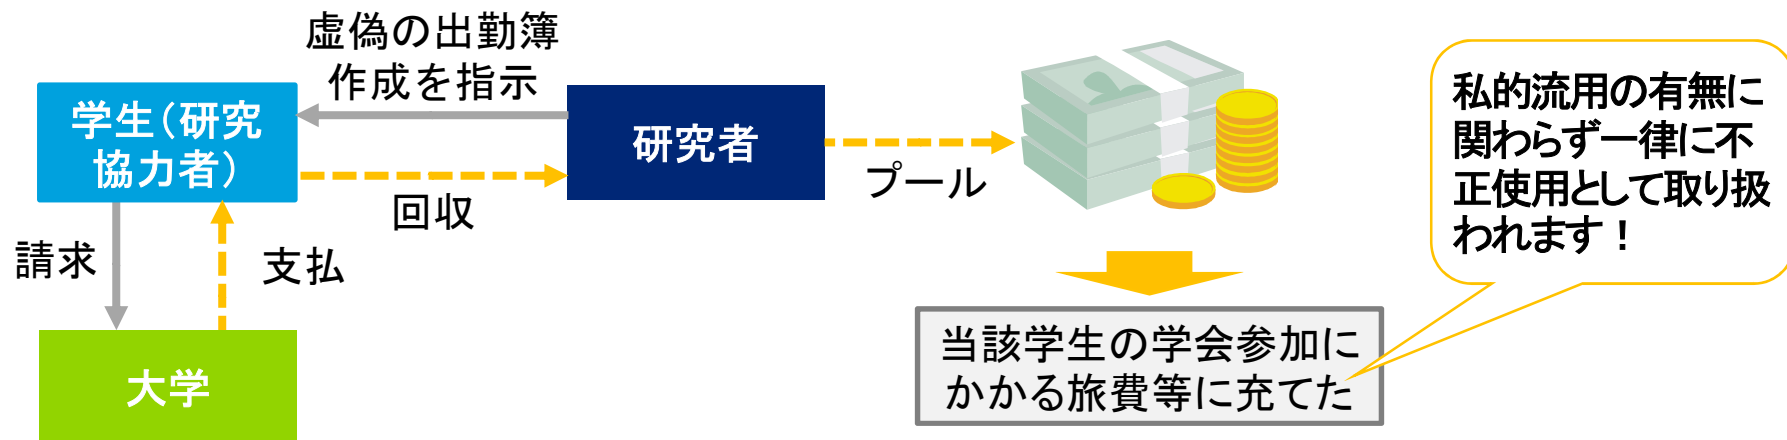 虚偽の出勤簿
作成を指示
学生（研究
協力者）
研究者
プール
回収
請求
支払
大学
当該学生の学会参加に
かかる旅費等に充てた
私的流用の有無に
関わらず一律に不
正使用として取り扱
われます！